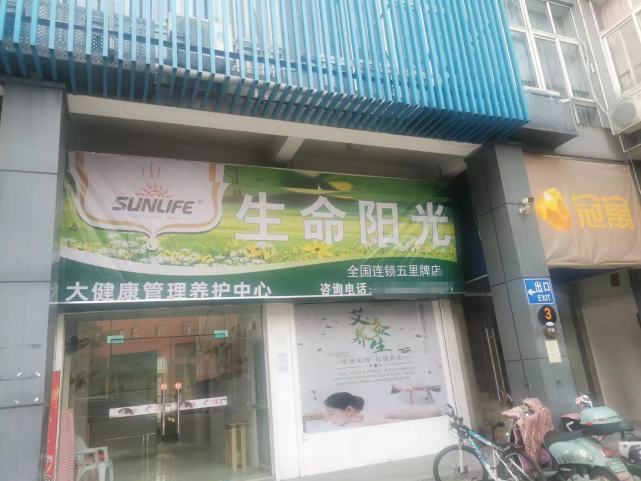 SUNLIFE®
生命阳光
全国连锁五里牌店
大健康管理养护中心
咨询电话:
冠寓
出口
EXIT
3
艾灸
养生